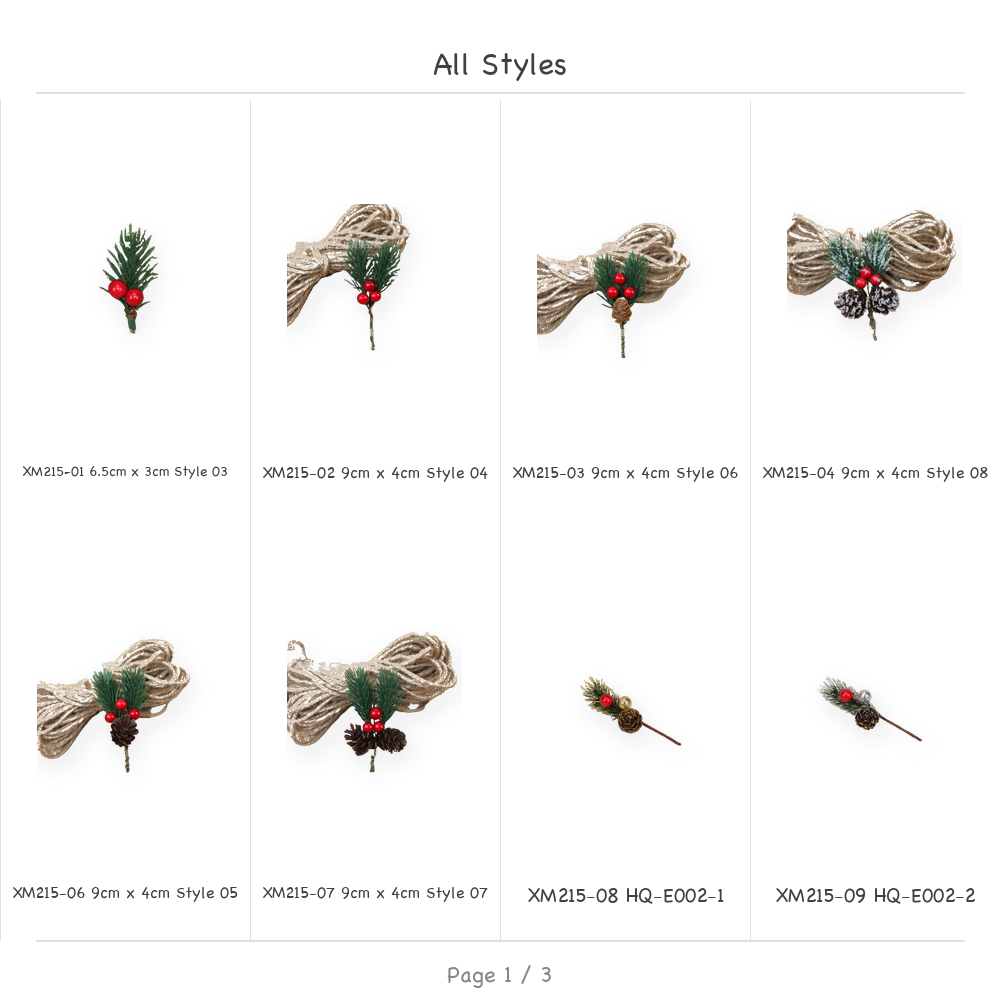 All Styles
XM215-01 6.5cm x 3cm Style 03
XM215-02 9cm x 4cm Style 04
XM215-03 9cm x 4cm Style 06
XM215-04 9cm x 4cm Style 08
XM215-06 9cm x 4cm Style 05
XM215-07 9cm x 4cm Style 07
XM215-08 HQ-E002-1
XM215-09 HQ-E002-2
Page 1 / 3